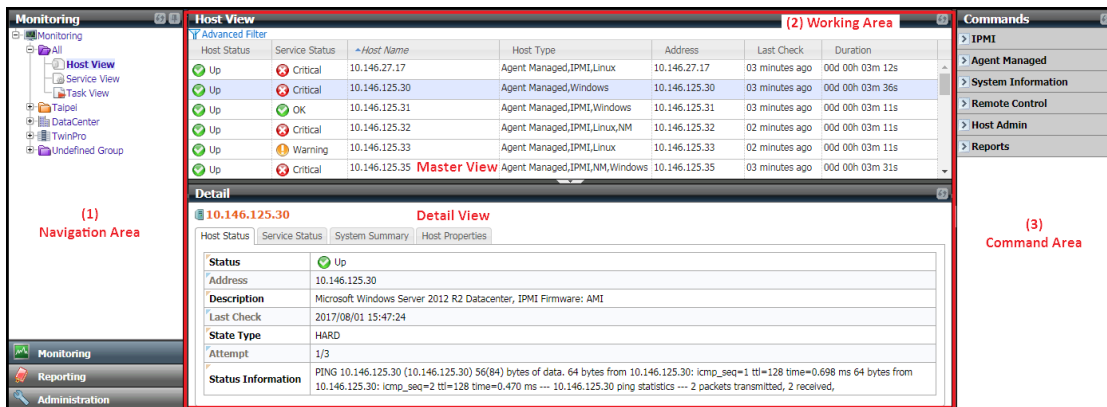 Monitoring
Monitoring
All
Host View
Service View
Task View
Taipei
DataCenter
TwinPro
Undefined Group
(1)
Navigation Area
Monitoring
Reporting
Administration
Host View
(2) Working Area
Advanced Filter
Host Status Service Status Host Name Host Type Address Last Check Duration
Up Critical 10.146.27.17 Agent Managed,IPMI,Linux 10.146.27.17 03 minutes ago 00d 00h 03m 12s
Up Critical 10.146.125.30 Agent Managed,Windows 10.146.125.30 03 minutes ago 00d 00h 03m 36s
Up OK 10.146.125.31 Agent Managed,IPMI,Windows 10.146.125.31 03 minutes ago 00d 00h 03m 11s
Up Critical 10.146.125.32 Agent Managed,IPMI,Linux,NM 10.146.125.32 02 minutes ago 00d 00h 03m 11s
Up Warning 10.146.125.33 Agent Managed,IPMI,Linux 10.146.125.33 02 minutes ago 00d 00h 03m 11s
Up Critical 10.146.125.35 Master View Agent Managed,IPMI,NM,Windows 10.146.125.35 03 minutes ago 00d 00h 03m 31s
Detail
10.146.125.30
Detail View
Host Status Service Status System Summary Host Properties
Status Up
Address 10.146.125.30
Description Microsoft Windows Server 2012 R2 Datacenter, IPMI Firmware: AMI
Last Check 2017/08/01 15:47:24
State Type HARD
Attempt 1/3
Status Information PING 10.146.125.30 (10.146.125.30) 56(84) bytes of data. 64 bytes from 10.146.125.30: icmp_seq=1 ttl=128 time=0.698 ms 64 bytes from
10.146.125.30: icmp_seq=2 ttl=128 time=0.470 ms --- 10.146.125.30 ping statistics --- 2 packets transmitted, 2 received,
Commands
IPMI
Agent Managed
System Information
Remote Control
Host Admin
Reports
(3)
Command Area